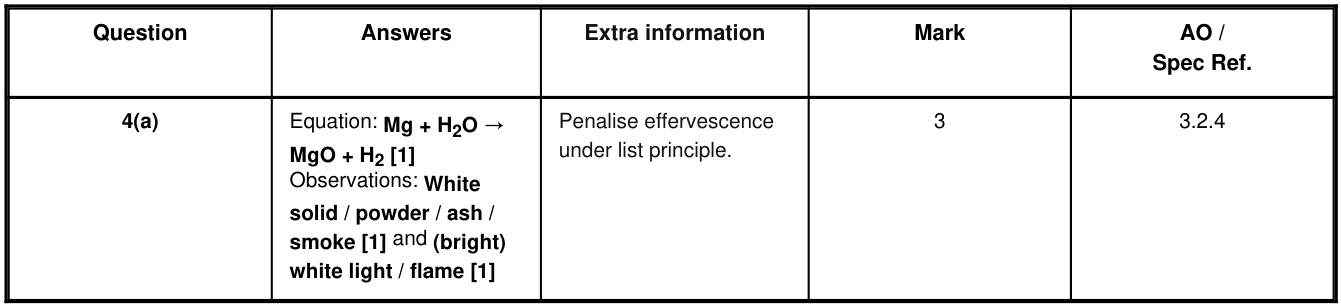 Question Answers Extra information Mark AO /
Spec Ref.
4(a) Equation: Mg + H₂O → Penalise effervescence 3 3.2.4
MgO + H₂ [1] under list principle.
Observations: White
solid / powder / ash /
smoke [1] and (bright)
white light / flame [1]